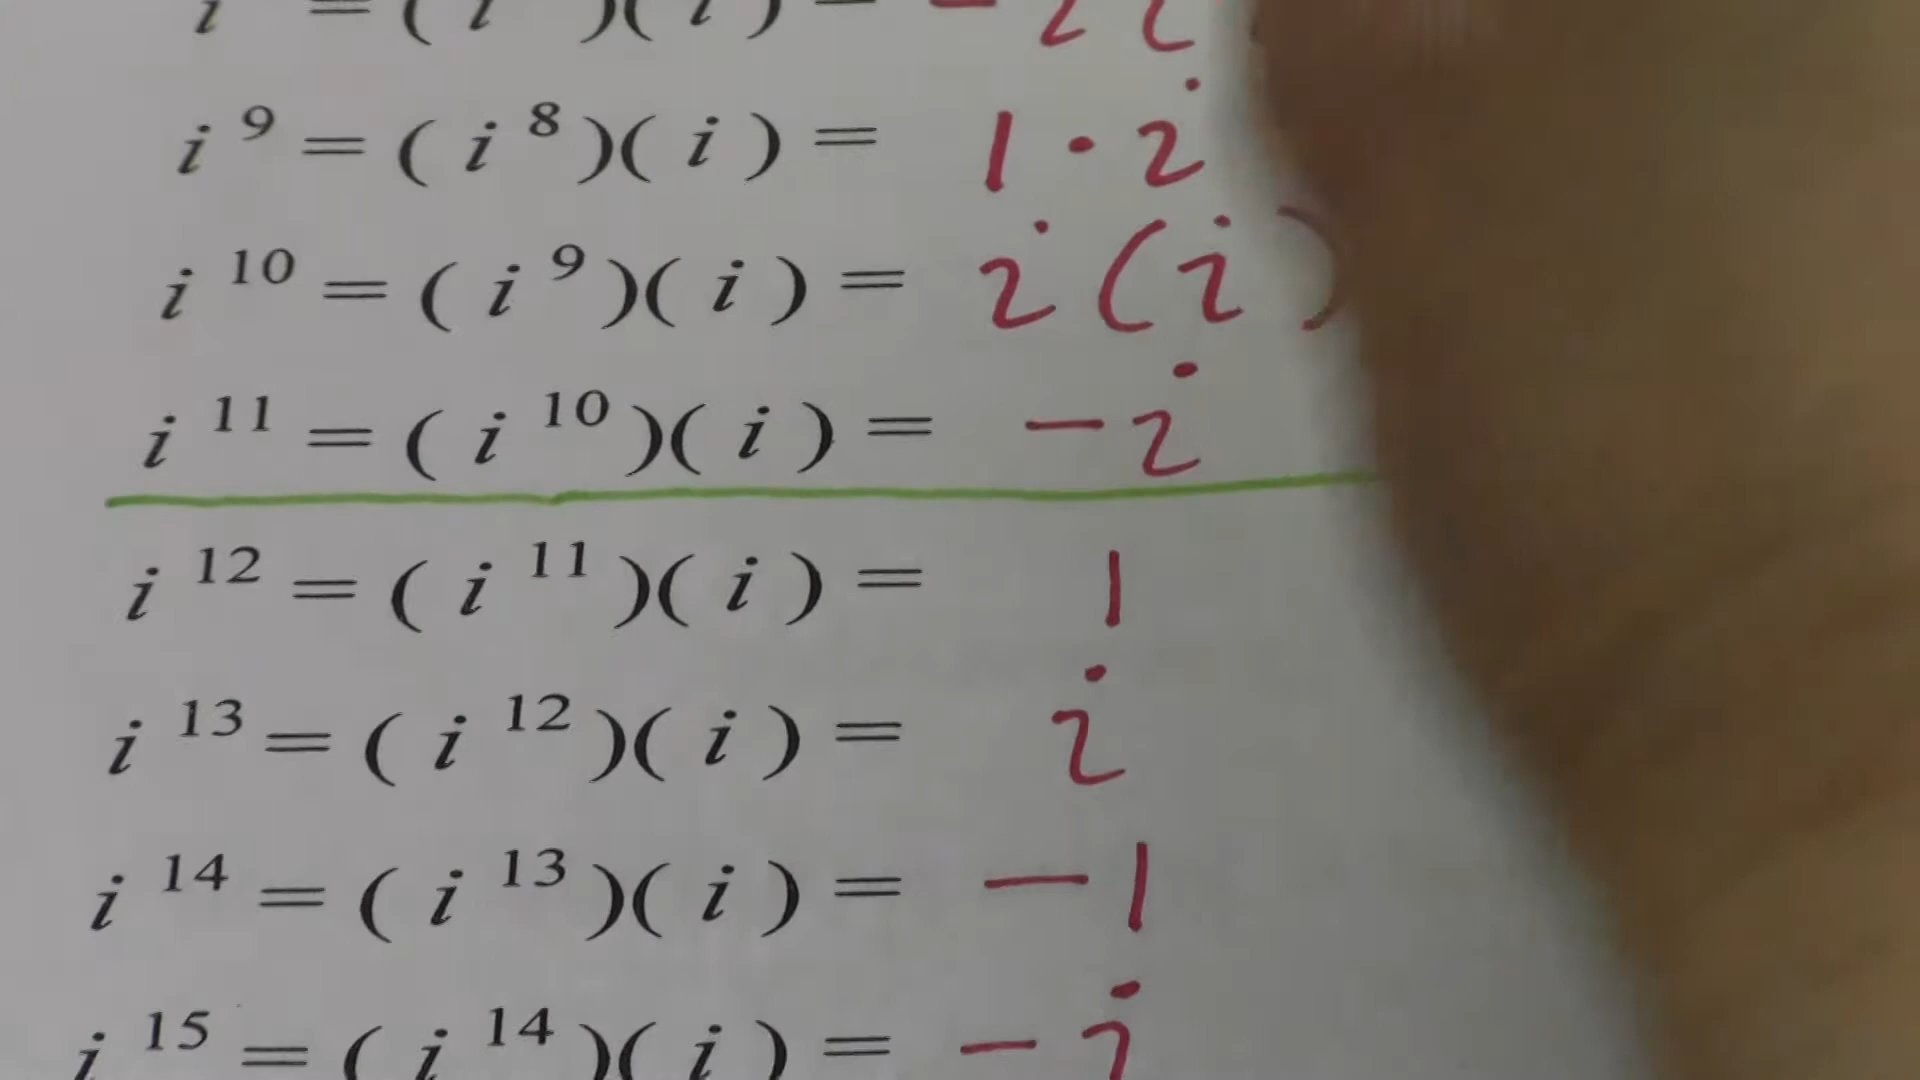 i = ( i )( i ) = - i i
i⁹ = ( i⁸ )( i ) = 1 · i
i¹⁰ = ( i⁹ )( i ) = i ( i )
i¹¹ = ( i¹⁰ )( i ) = - i
i¹² = ( i¹¹ )( i ) = 1
i¹³ = ( i¹² )( i ) = i
i¹⁴ = ( i¹³ )( i ) = - 1
i¹⁵ = ( i¹⁴ )( i ) = - i